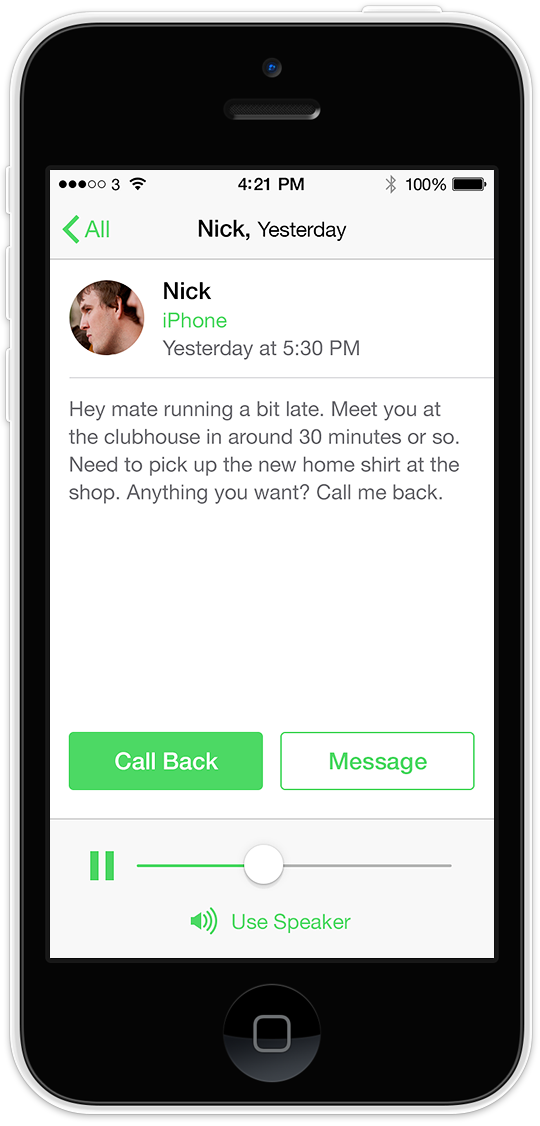 3 4:21 PM 100%
All Nick, Yesterday
Nick
iPhone
Yesterday at 5:30 PM
Hey mate running a bit late. Meet you at
the clubhouse in around 30 minutes or so.
Need to pick up the new home shirt at the
shop. Anything you want? Call me back.
Call Back Message
Use Speaker